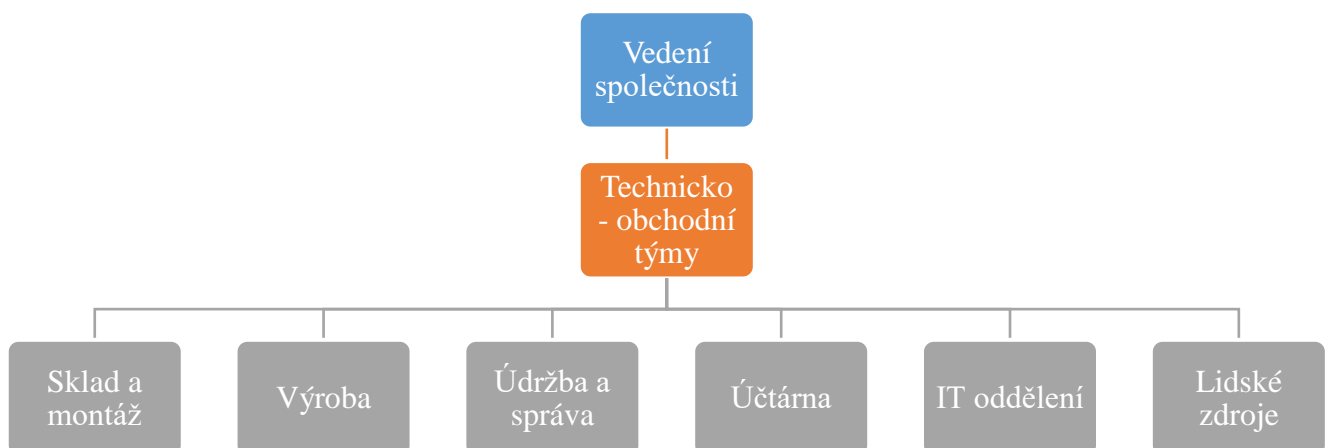 Vedení
společnosti
Technicko
- obchodní
týmy
Sklad a
montáž
Výroba
Údržba a
správa
Účtárna
IT oddělení
Lidské
zdroje